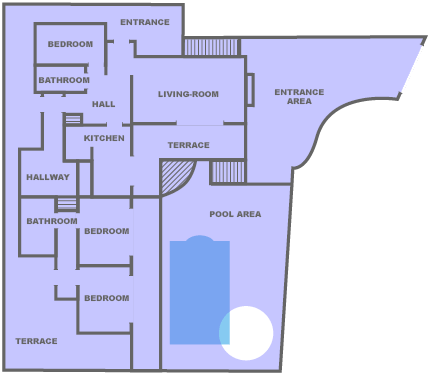 ENTRANCE
BEDROOM
BATHROOM
HALL
LIVING-ROOM
ENTRANCE
AREA
KITCHEN
TERRACE
HALLWAY
BATHROOM
BEDROOM
POOL AREA
BEDROOM
TERRACE